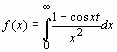 f(x) = ∫₀^∞ (1 − cos xt)/x² dx